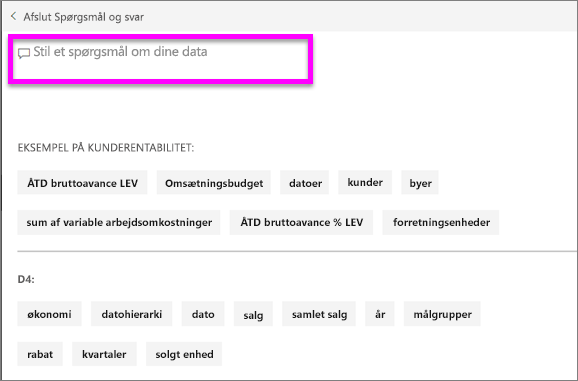 Afslut Spørgsmål og svar
Stil et spørgsmål om dine data
EKSEMPEL PÅ KUNDERENTABILITET:
ÅTD bruttoavance LEV Omsætningsbudget datoer kunder byer
sum af variable arbejdsomkostninger ÅTD bruttoavance % LEV forretningsenheder
D4:
økonomi datohierarki dato salg samlet salg år målgrupper
rabat kvartaler solgt enhed